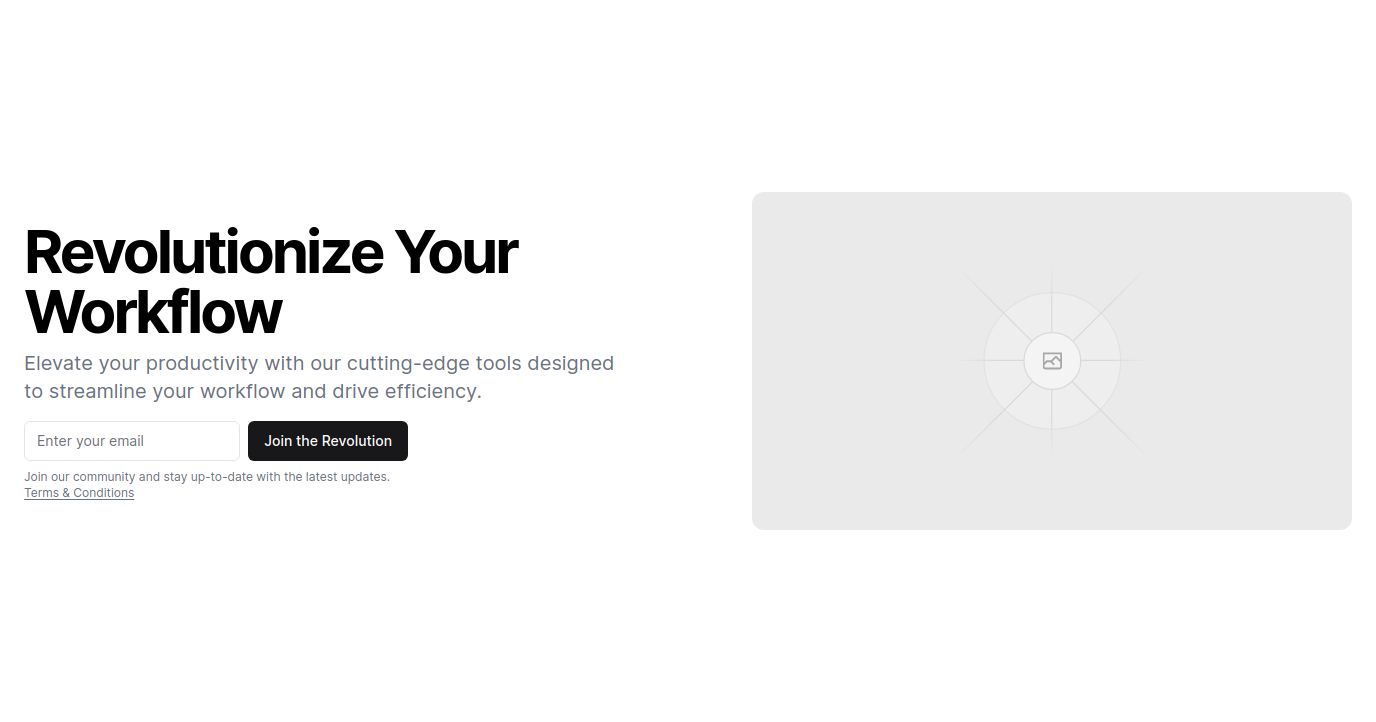 Revolutionize Your
Workflow
Elevate your productivity with our cutting-edge tools designed
to streamline your workflow and drive efficiency.
Enter your email
Join the Revolution
Join our community and stay up-to-date with the latest updates.
Terms & Conditions